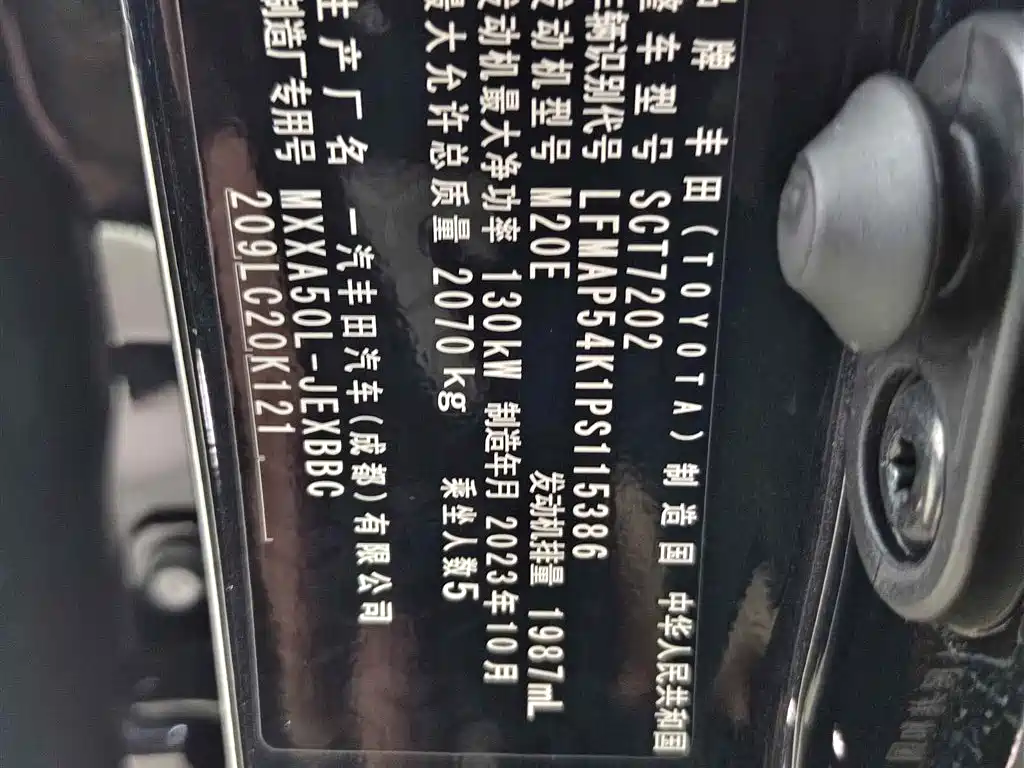 品牌 丰田(TOYOTA) 制造国 中华人民共和国
整车型号 SCT7202
车辆识别代号 LFMAP54K1PS115386
发动机型号 M20E 发动机排量 1987mL
发动机最大净功率 130kW 制造年月 2023年10月
最大允许总质量 2070kg 乘坐人数5
生产厂名 一汽丰田汽车(成都)有限公司
制造厂专用号 MXXA50L-JEXBBC
209LC20K121